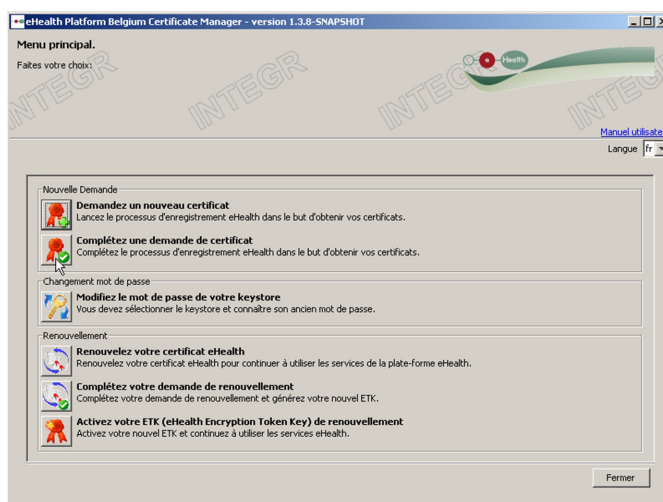 eHealth Platform Belgium Certificate Manager - version 1.3.8-SNAPSHOT
Menu principal.
Faites votre choix:
INTEGR
INTEGR
INTEGR
INTEGR
e Health
Manuel utilisate
Langue fr
Nouvelle Demande
Demandez un nouveau certificat
Lancez le processus d'enregistrement eHealth dans le but d'obtenir vos certificats.
Complétez une demande de certificat
Complétez le processus d'enregistrement eHealth dans le but d'obtenir vos certificats.
Changement mot de passe
Modifiez le mot de passe de votre keystore
Vous devez sélectionner le keystore et connaître son ancien mot de passe.
Renouvellement
Renouvelez votre certificat eHealth
Renouvelez votre certificat eHealth pour continuer à utiliser les services de la plate-forme eHealth.
Complétez votre demande de renouvellement
Complétez votre demande de renouvellement et générez votre nouvel ETK.
Activez votre ETK (eHealth Encryption Token Key) de renouvellement
Activez votre nouvel ETK et continuez à utiliser les services eHealth.
Fermer